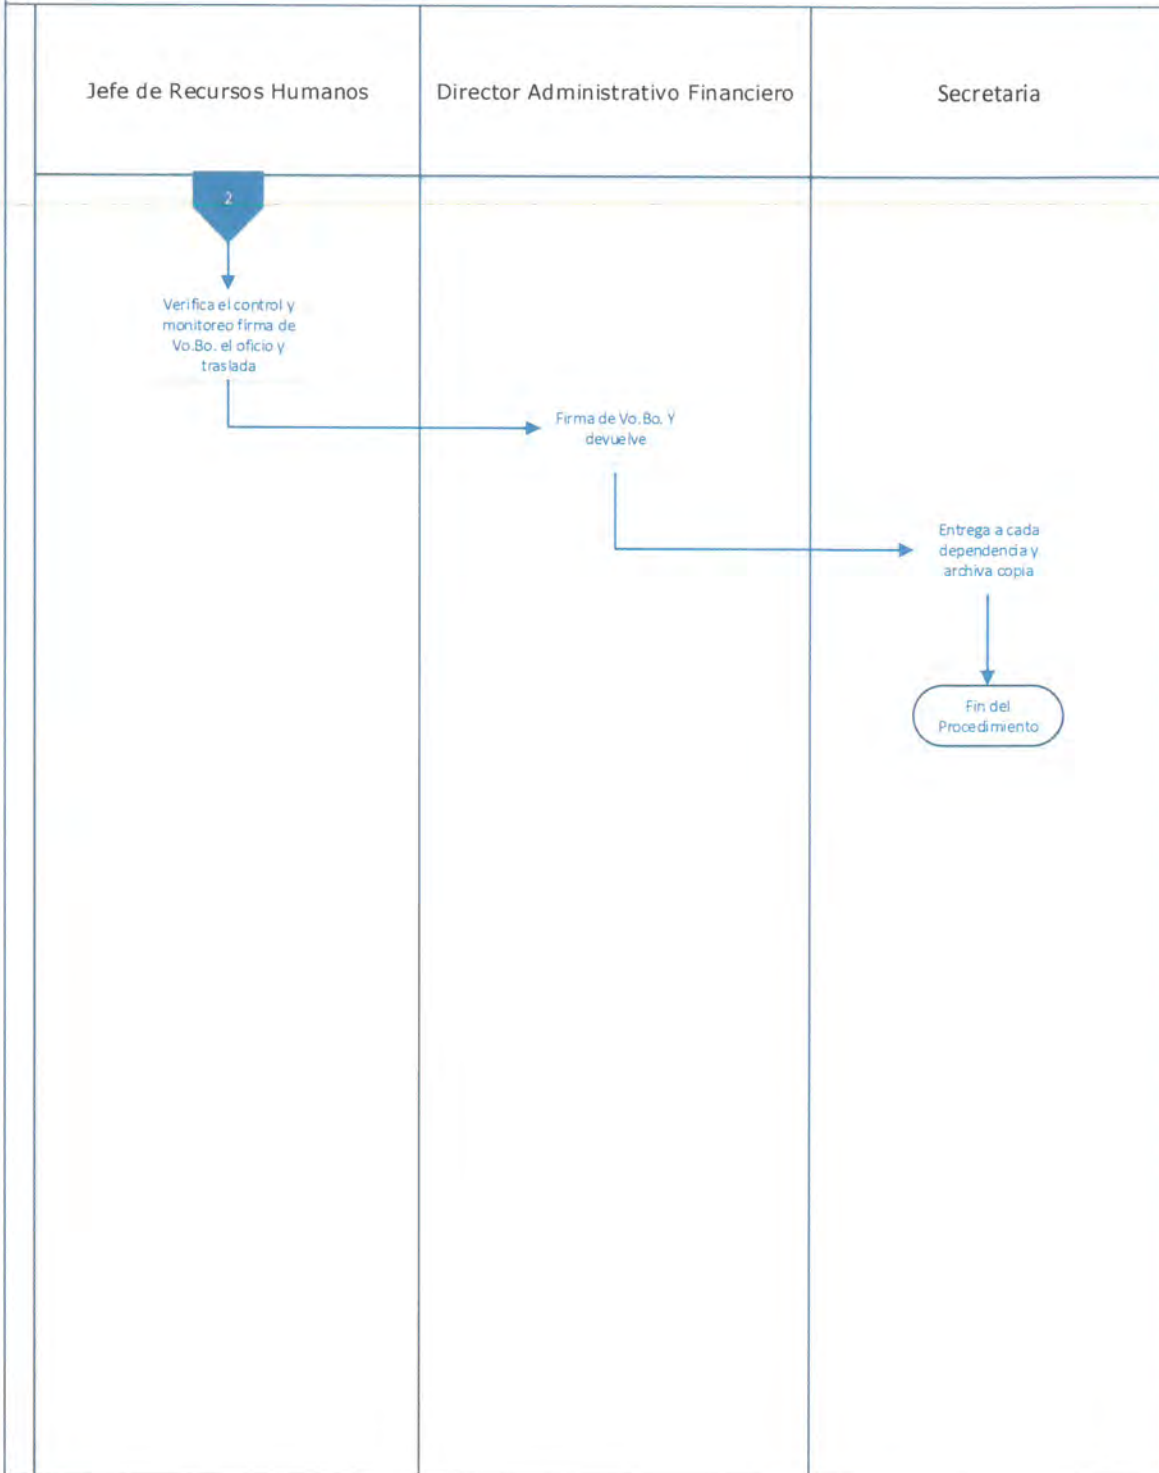 Jefe de Recursos Humanos
Director Administrativo Financiero
Secretaria
2
Verifica el control y
monitoreo firma de
Vo.Bo. el oficio y
traslada
Firma de Vo.Bo. Y
devuelve
Entrega a cada
dependencia y
archiva copia
Fin del
Procedimiento